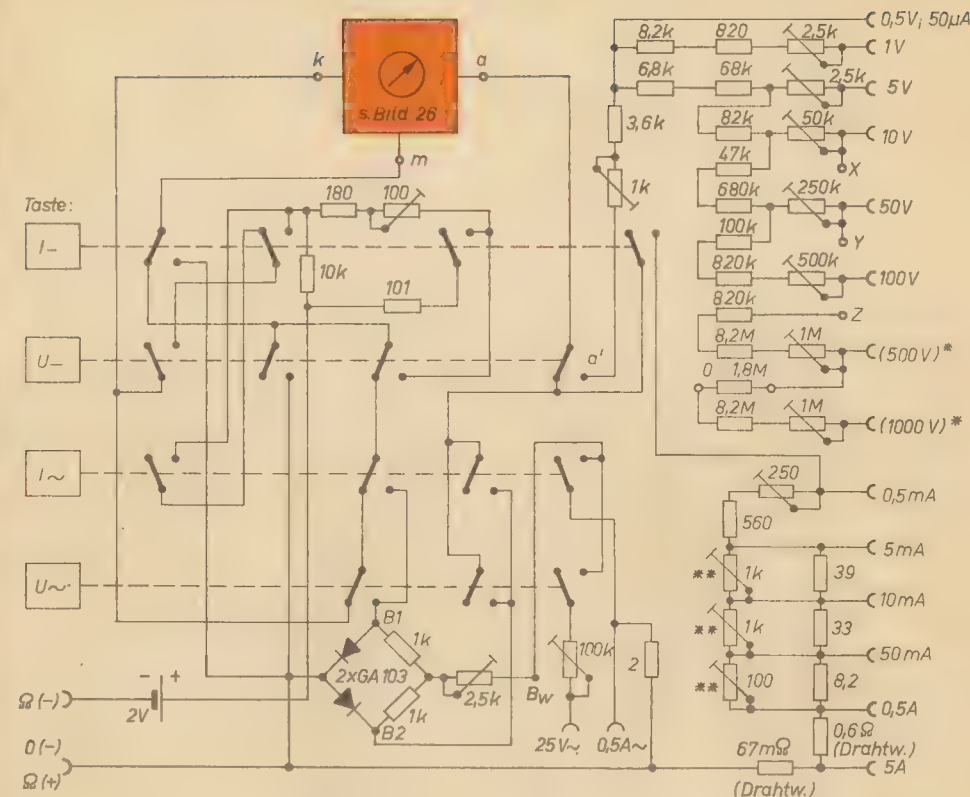 k
a
s. Bild 26
m
Taste:
I–
U–
I~
U~
180
100
10k
101
a'
B1
1k
2xGA103
1k
B2
2,5k
BW
100k
2
25V~
0,5A~
– +
2V
Ω(–)
0(–)
Ω(+)
0,5V; 50µA
8,2k
820
2,5k
1V
6,8k
68k
2,5k
5V
3,6k
1k
82k
50k
10V
47k
X
680k
250k
50V
100k
Y
820k
500k
100V
820k
Z
8,2M
1M
(500V)*
0
1,8M
8,2M
1M
(1000V)*
250
0,5mA
560
5mA
** 1k
39
10mA
** 1k
33
50mA
** 100
8,2
0,5A
0,6Ω
(Drahtw.)
67mΩ
(Drahtw.)
5A